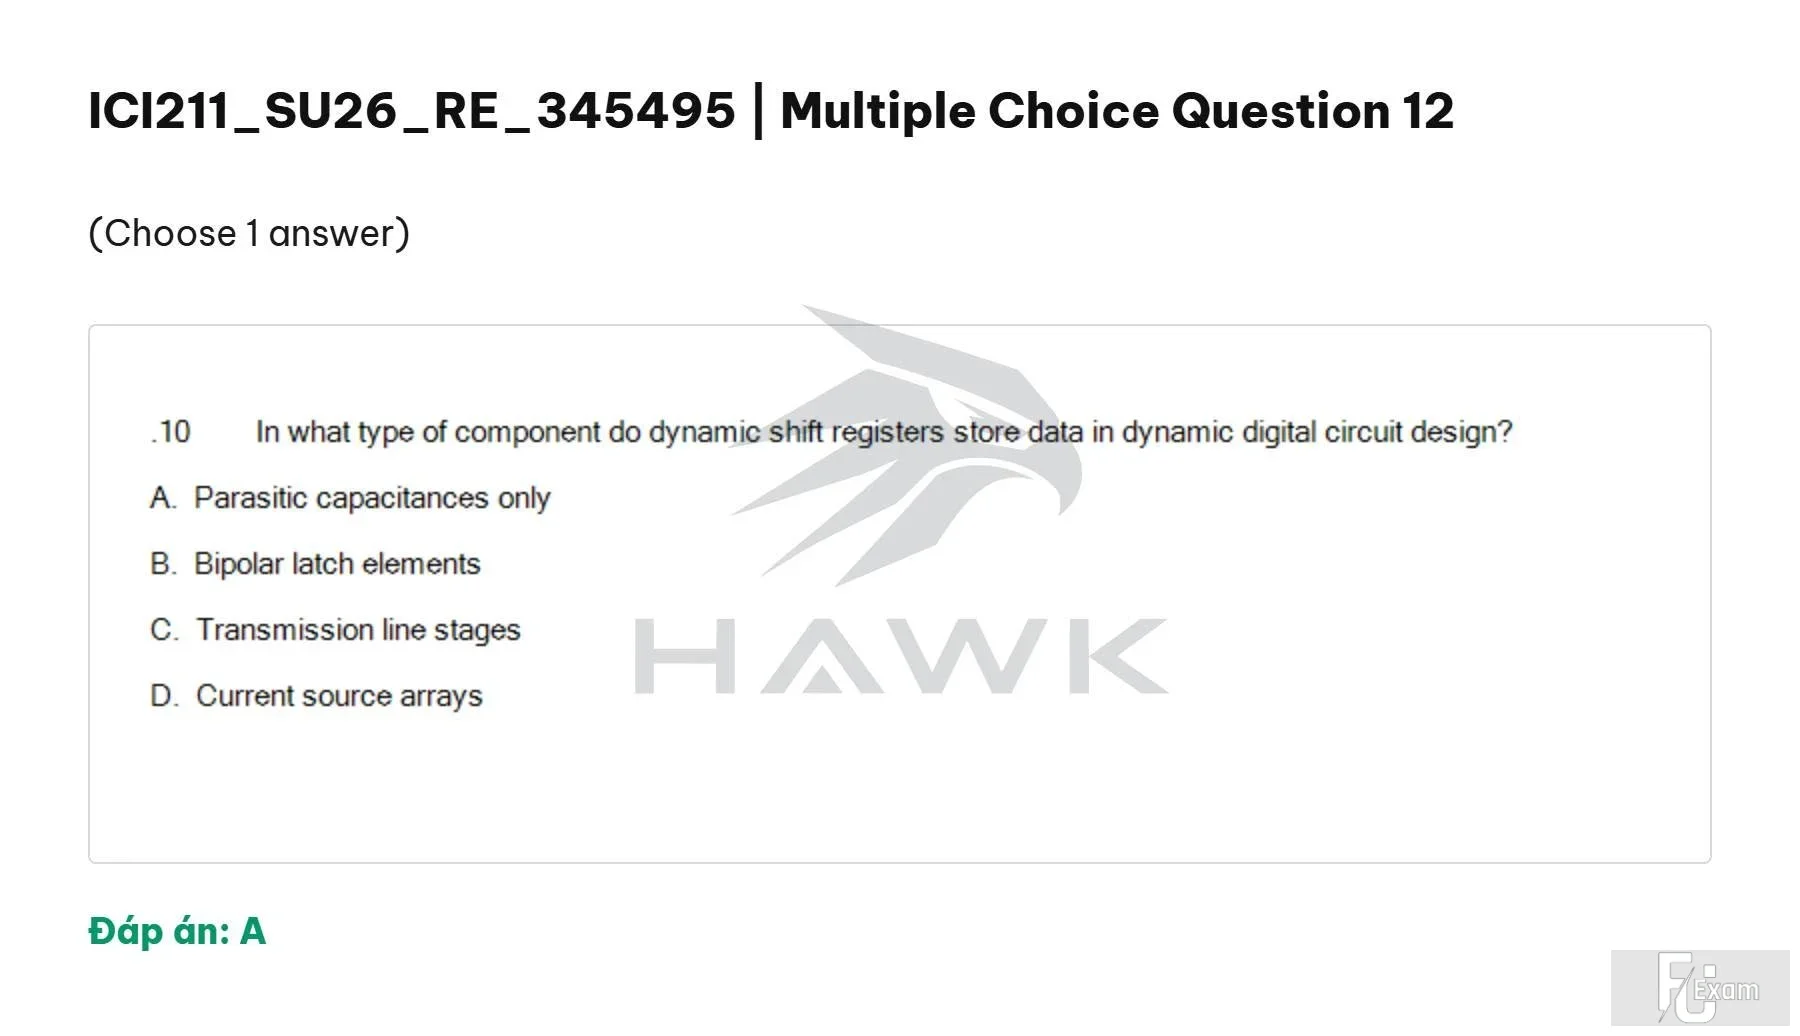 ICI211_SU26_RE_345495 | Multiple Choice Question 12
(Choose 1 answer)
.10 In what type of component do dynamic shift registers store data in dynamic digital circuit design?
A. Parasitic capacitances only
B. Bipolar latch elements
C. Transmission line stages
D. Current source arrays
HAWK
Đáp án: A
FU Exam